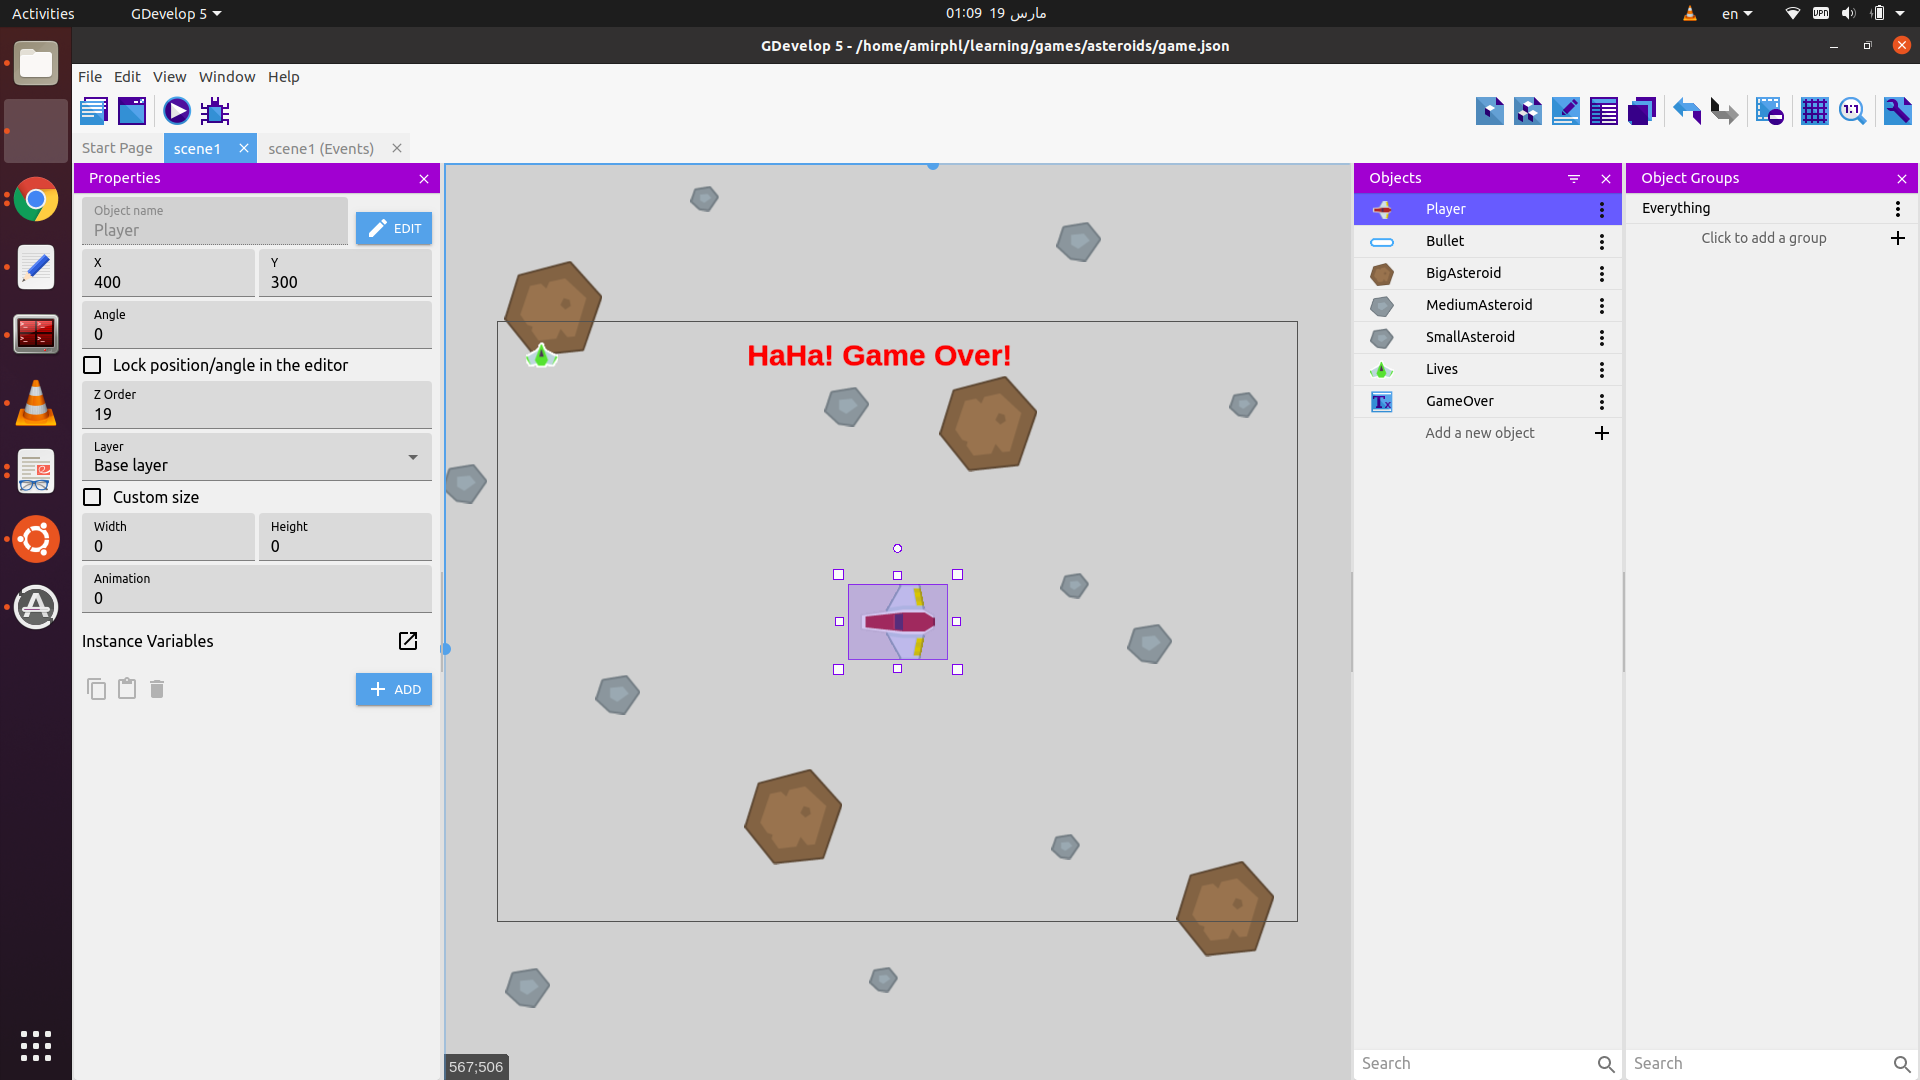 Activities
GDevelop 5
01:09 19 مارس
en
VPN
GDevelop 5 - /home/amirphl/learning/games/asteroids/game.json
File Edit View Window Help
1:1
Start Page
scene1
scene1 (Events)
Properties
Object name
Player
EDIT
X
400
Y
300
Angle
0
Lock position/angle in the editor
Z Order
19
Layer
Base layer
Custom size
Width
0
Height
0
Animation
0
Instance Variables
ADD
HaHa! Game Over!
567;506
Objects
Player
Bullet
BigAsteroid
MediumAsteroid
SmallAsteroid
Lives
Tx
GameOver
Add a new object
Search
Object Groups
Everything
Click to add a group
Search